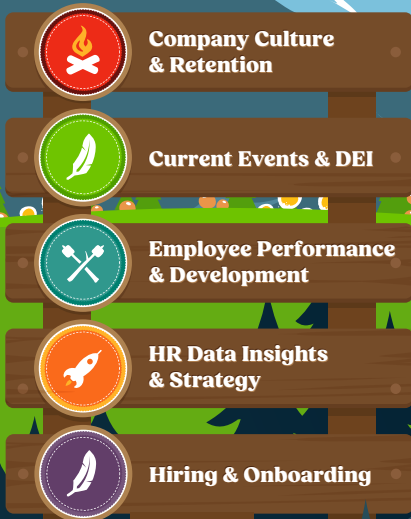 Company Culture
& Retention
Current Events & DEI
Employee Performance
& Development
HR Data Insights
& Strategy
Hiring & Onboarding